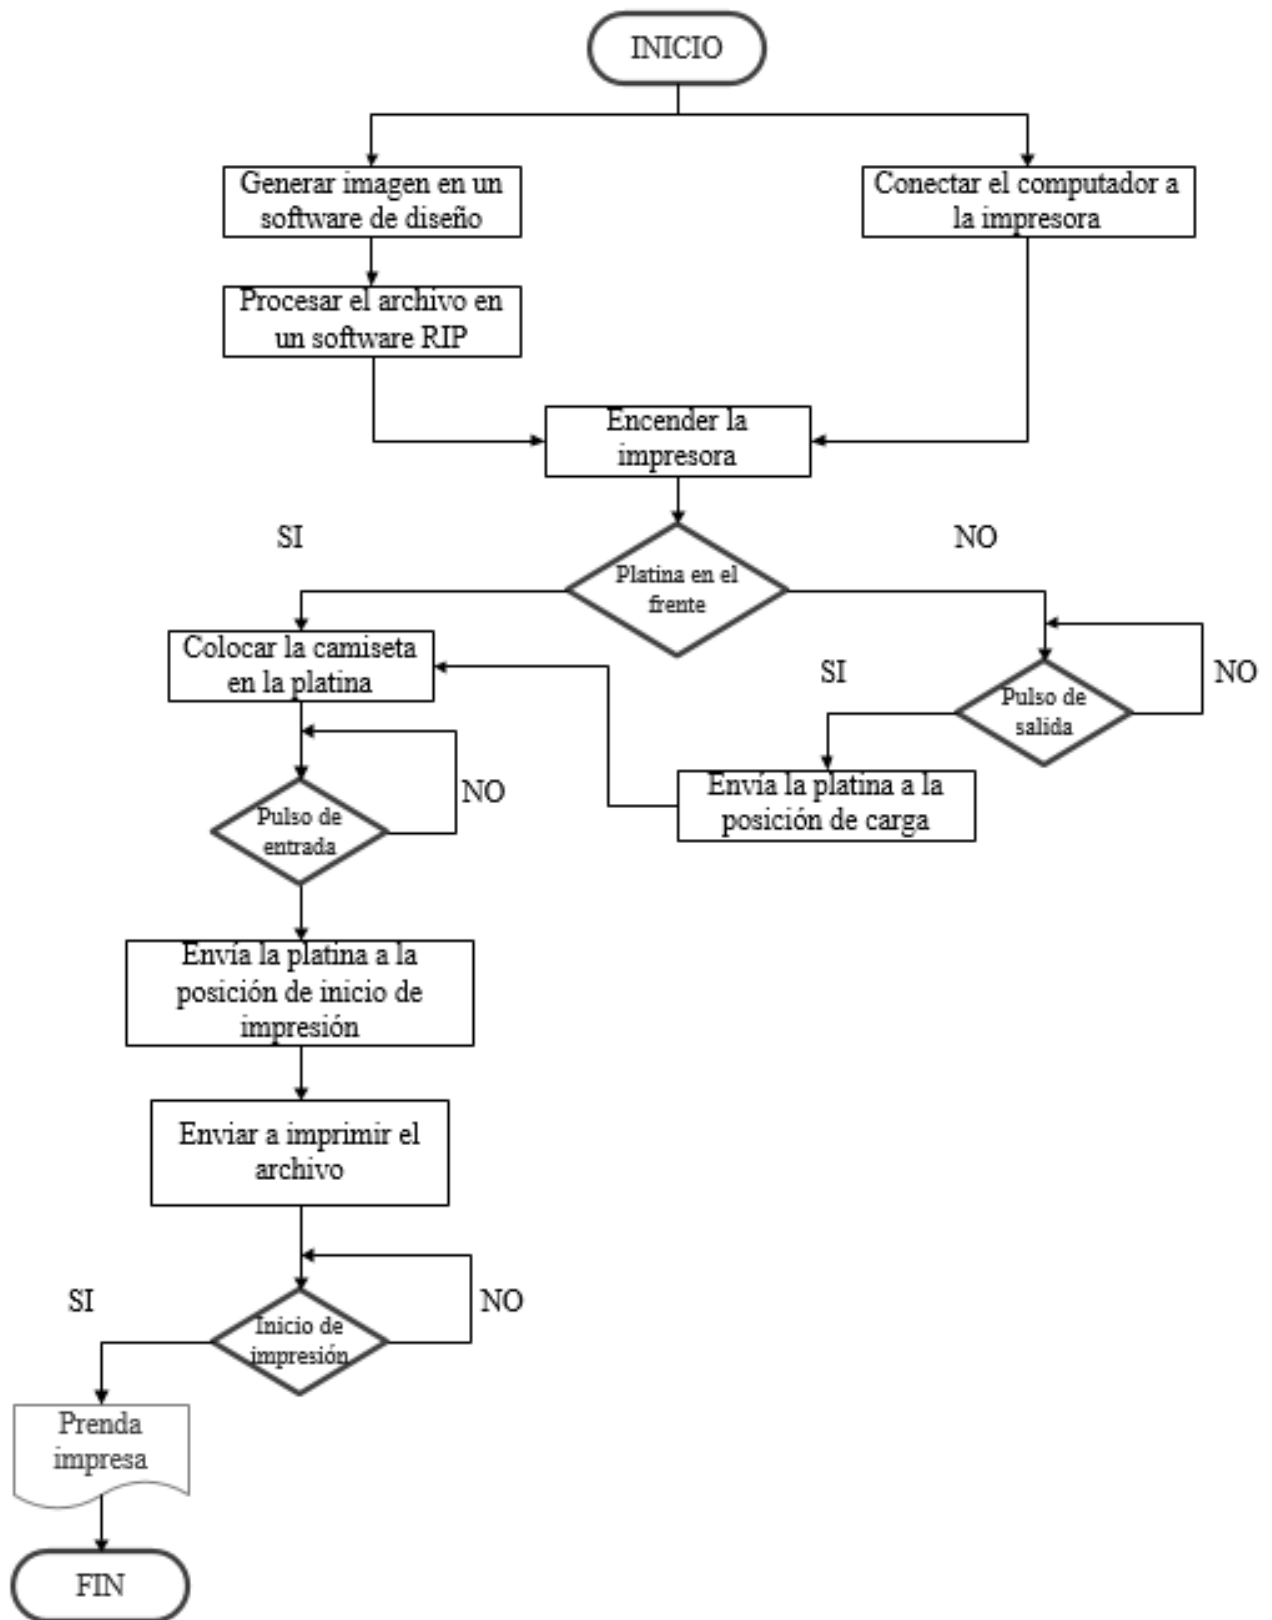 INICIO
Generar imagen en un
software de diseño
Conectar el computador a
la impresora
Procesar el archivo en
un software RIP
Encender la
impresora
SI
NO
Platina en el
frente
Colocar la camiseta
en la platina
SI
NO
Pulso de
salida
Envía la platina a la
posición de carga
NO
Pulso de
entrada
Envía la platina a la
posición de inicio de
impresión
Enviar a imprimir el
archivo
SI
NO
Inicio de
impresión
Prenda
impresa
FIN